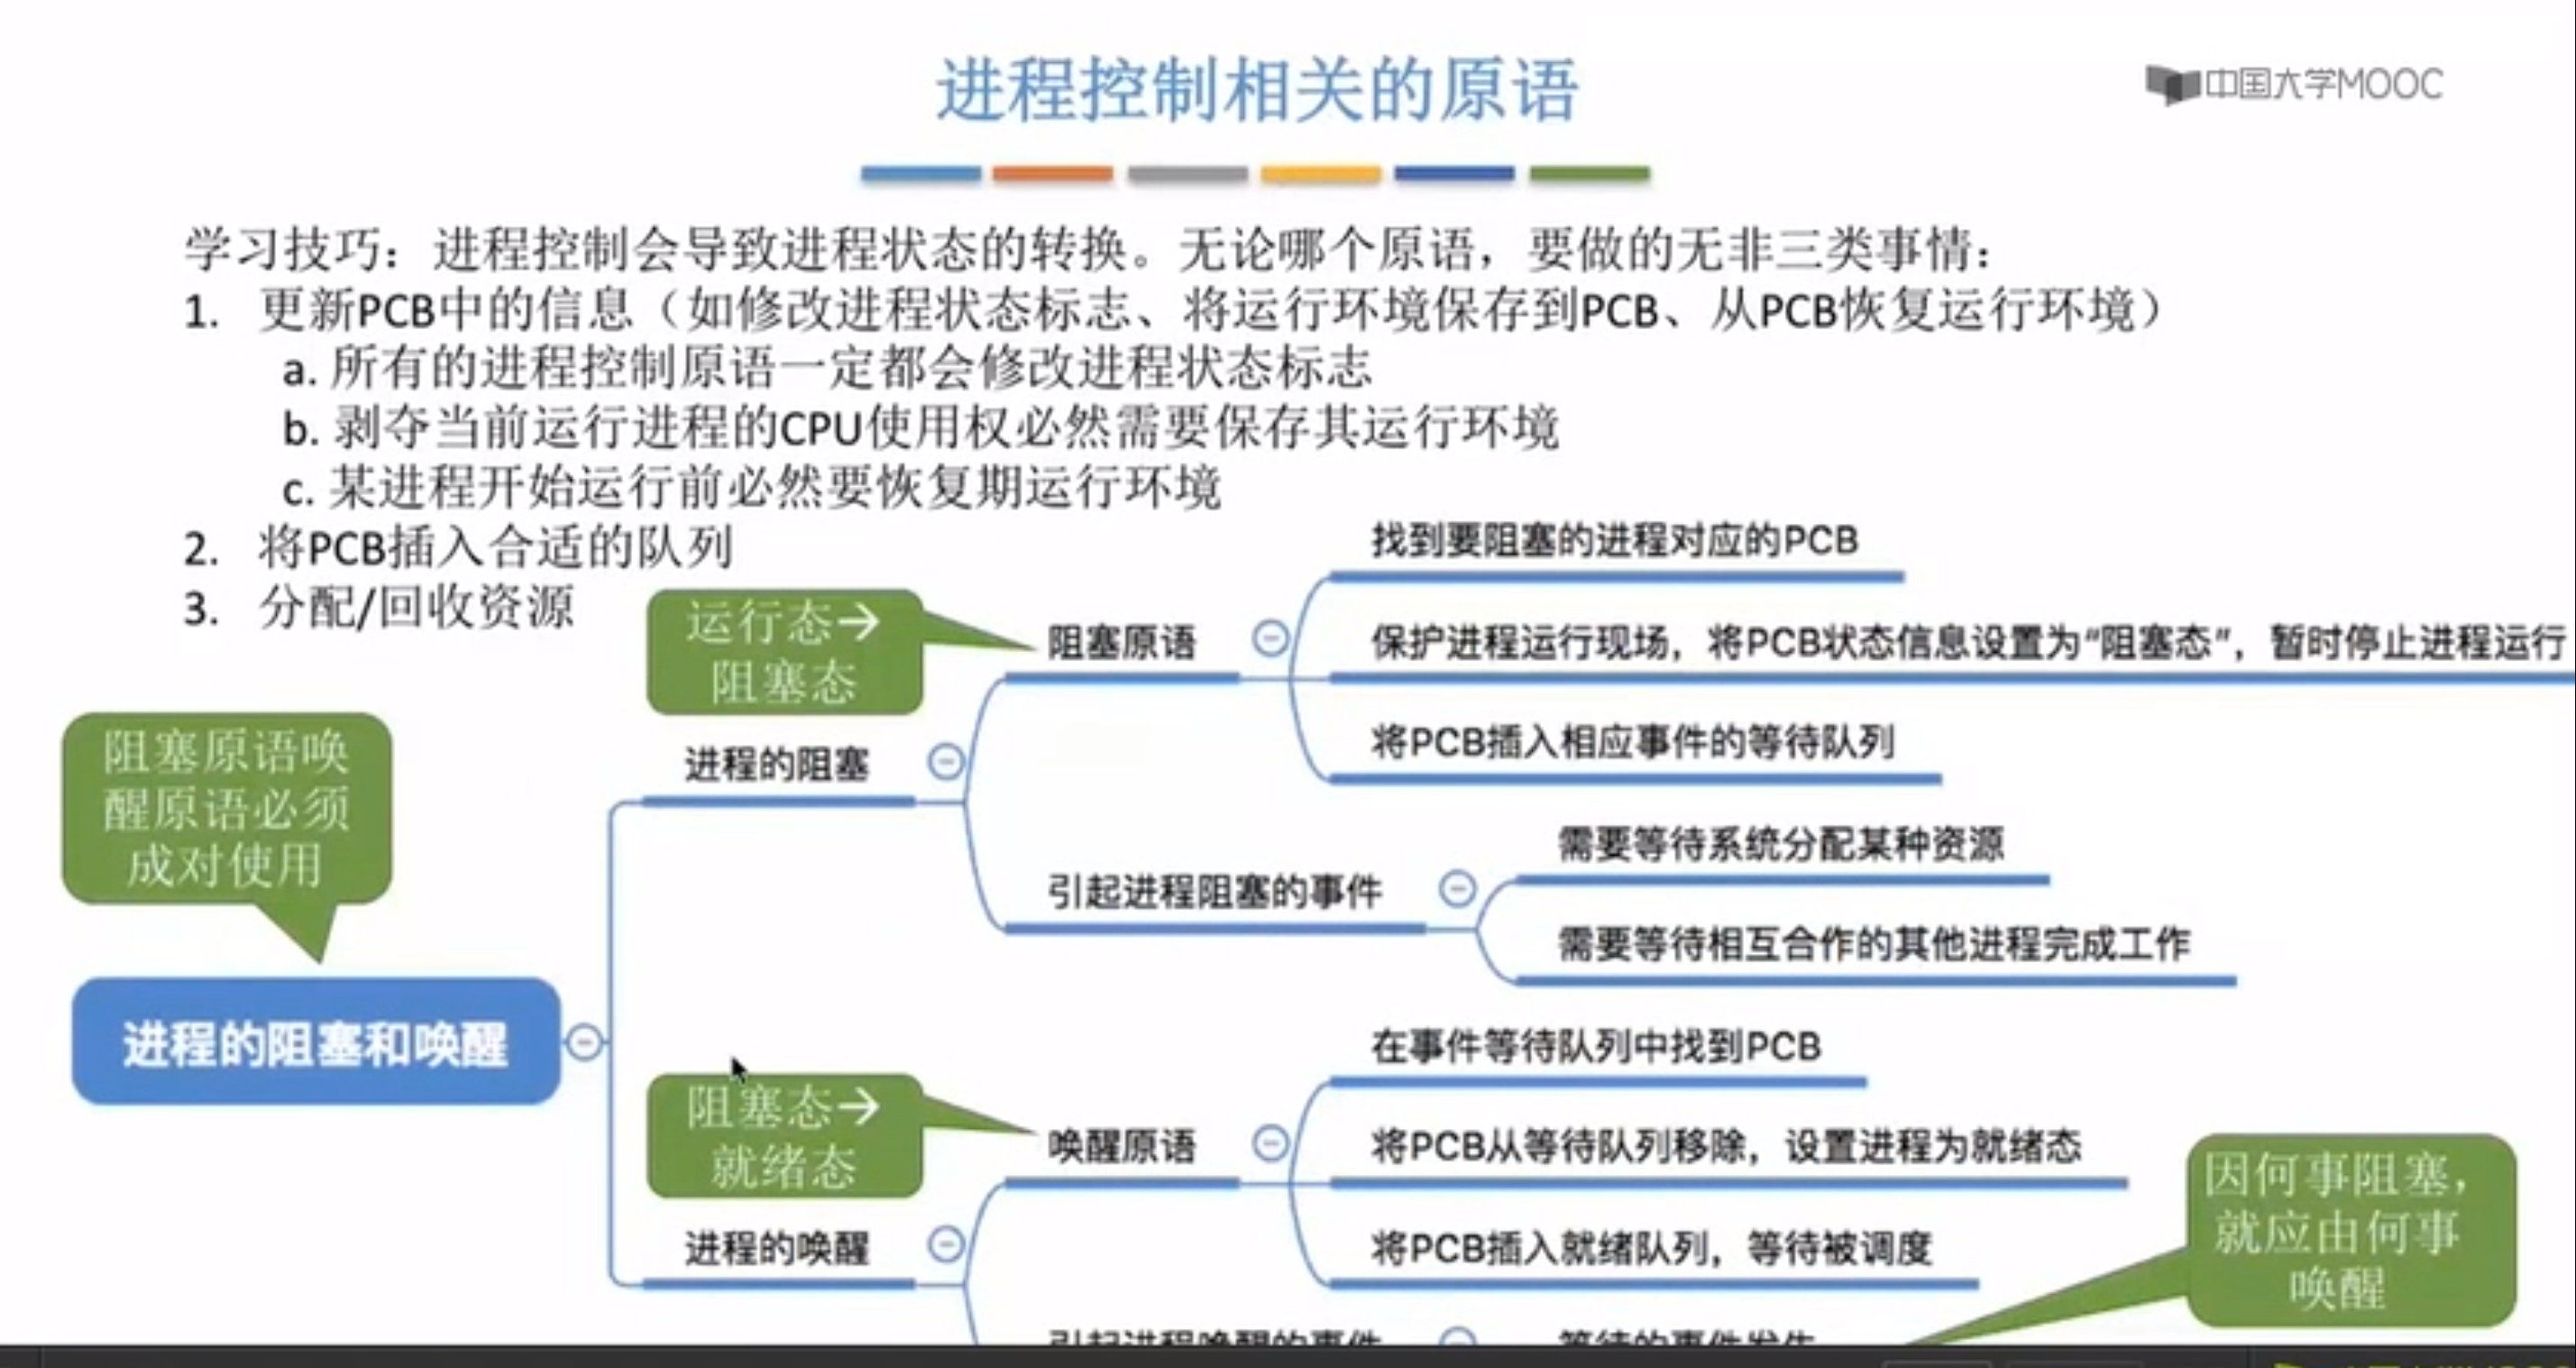 进程控制相关的原语
中国大学MOOC
学习技巧：进程控制会导致进程状态的转换。无论哪个原语，要做的无非三类事情：
1. 更新PCB中的信息（如修改进程状态标志、将运行环境保存到PCB、从PCB恢复运行环境）
a. 所有的进程控制原语一定都会修改进程状态标志
b. 剥夺当前运行进程的CPU使用权必然需要保存其运行环境
c. 某进程开始运行前必然要恢复期运行环境
2. 将PCB插入合适的队列
3. 分配/回收资源
阻塞原语唤
醒原语必须
成对使用
进程的阻塞和唤醒
进程的阻塞
运行态→
阻塞态
阻塞原语
找到要阻塞的进程对应的PCB
保护进程运行现场，将PCB状态信息设置为“阻塞态”，暂时停止进程运行
将PCB插入相应事件的等待队列
引起进程阻塞的事件
需要等待系统分配某种资源
需要等待相互合作的其他进程完成工作
进程的唤醒
阻塞态→
就绪态
唤醒原语
在事件等待队列中找到PCB
将PCB从等待队列移除，设置进程为就绪态
将PCB插入就绪队列，等待被调度
引起进程唤醒的事件
等待的事件发生
因何事阻塞，
就应由何事
唤醒